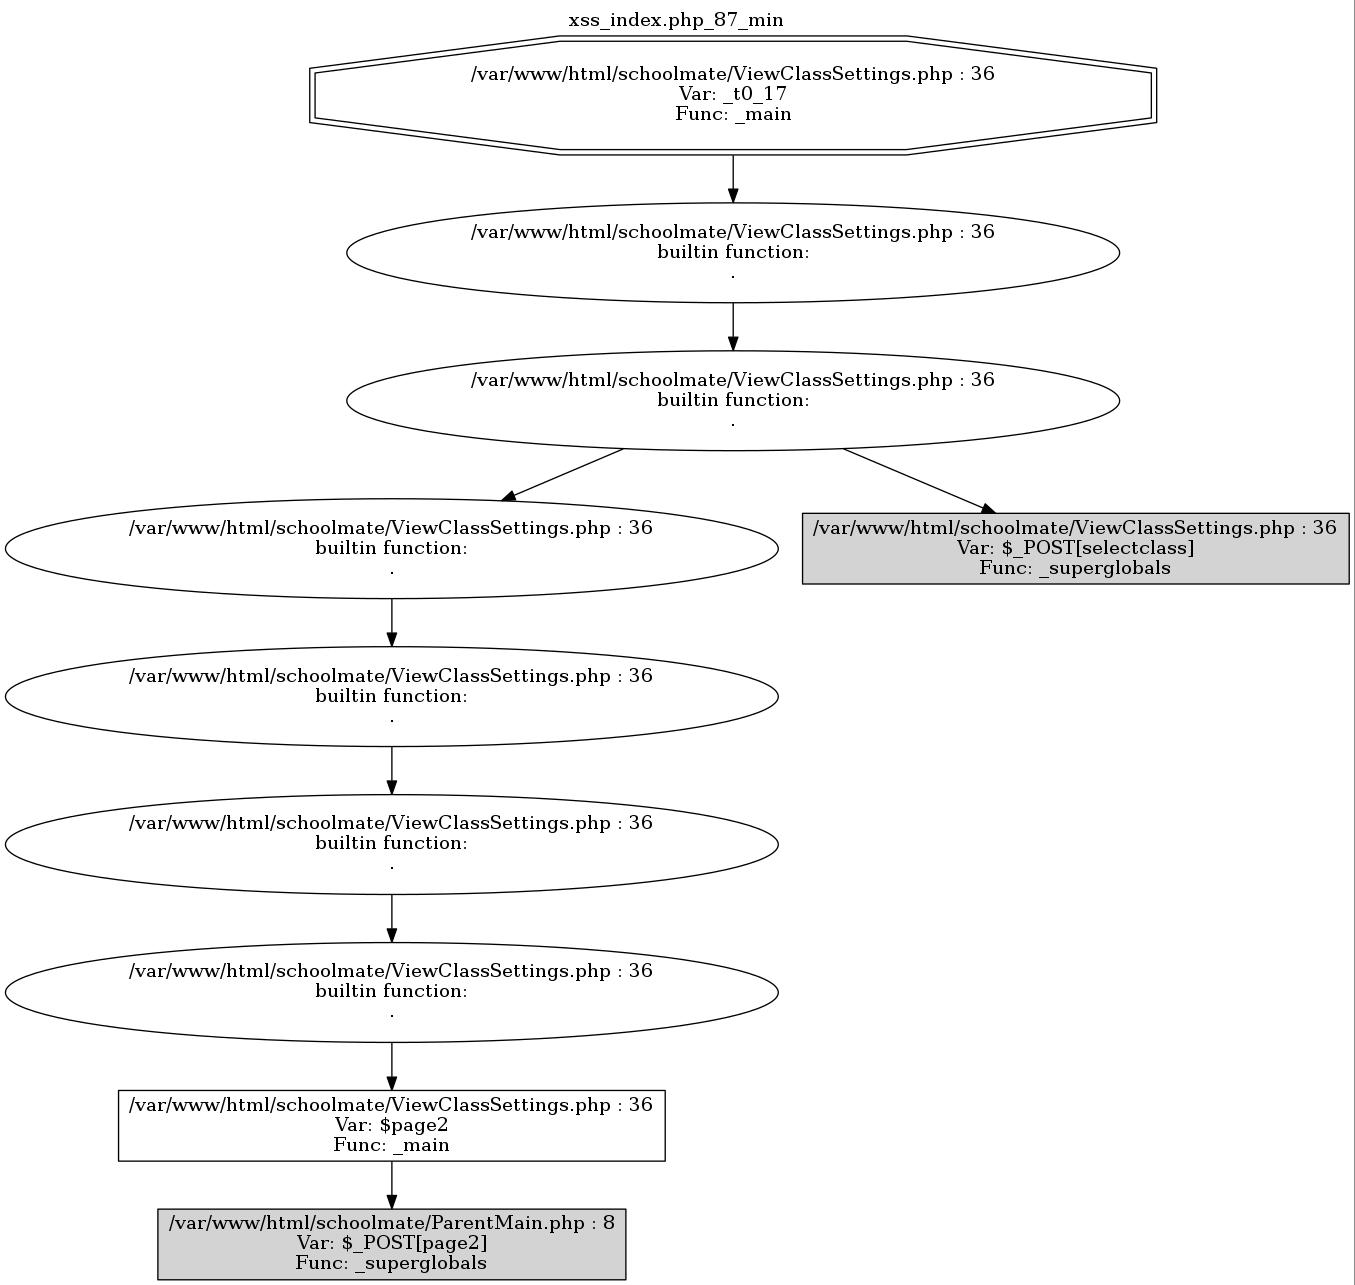 xss_index.php_87_min
/var/www/html/schoolmate/ViewClassSettings.php : 36
Var: _t0_17
Func: _main
/var/www/html/schoolmate/ViewClassSettings.php : 36
builtin function:
.
/var/www/html/schoolmate/ViewClassSettings.php : 36
builtin function:
.
/var/www/html/schoolmate/ViewClassSettings.php : 36
builtin function:
.
/var/www/html/schoolmate/ViewClassSettings.php : 36
Var: $_POST[selectclass]
Func: _superglobals
/var/www/html/schoolmate/ViewClassSettings.php : 36
builtin function:
.
/var/www/html/schoolmate/ViewClassSettings.php : 36
builtin function:
.
/var/www/html/schoolmate/ViewClassSettings.php : 36
builtin function:
.
/var/www/html/schoolmate/ViewClassSettings.php : 36
Var: $page2
Func: _main
/var/www/html/schoolmate/ParentMain.php : 8
Var: $_POST[page2]
Func: _superglobals